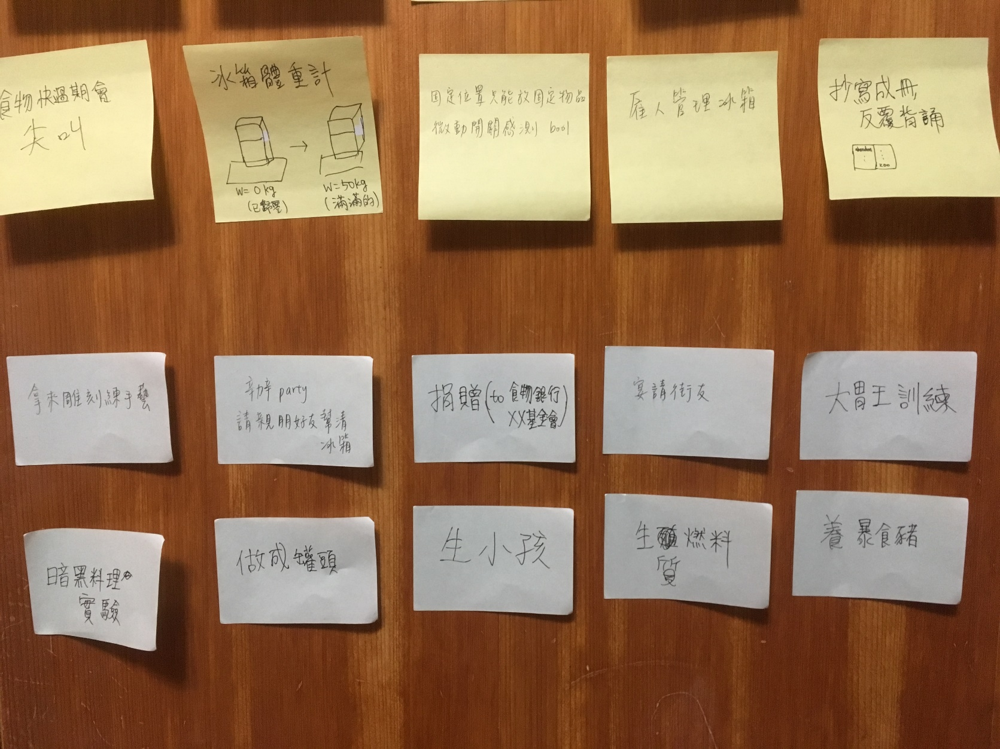 食物快過期會
尖叫
冰箱體重計
W=0kg
(已歸零)
W=50kg
(滿滿的)
固定位置只能放固定物品
微動開關感測 bool
雇人管理冰箱
抄寫成冊,
反覆背誦
abandon
zoo
拿來雕刻練手藝
辦 party
請親朋好友幫清
冰箱
捐贈(to 食物銀行
XX基金會)
宴請街友
大胃王訓練
暗黑料理
實驗
做成罐頭
生小孩
生 燃料
質
養暴食豬